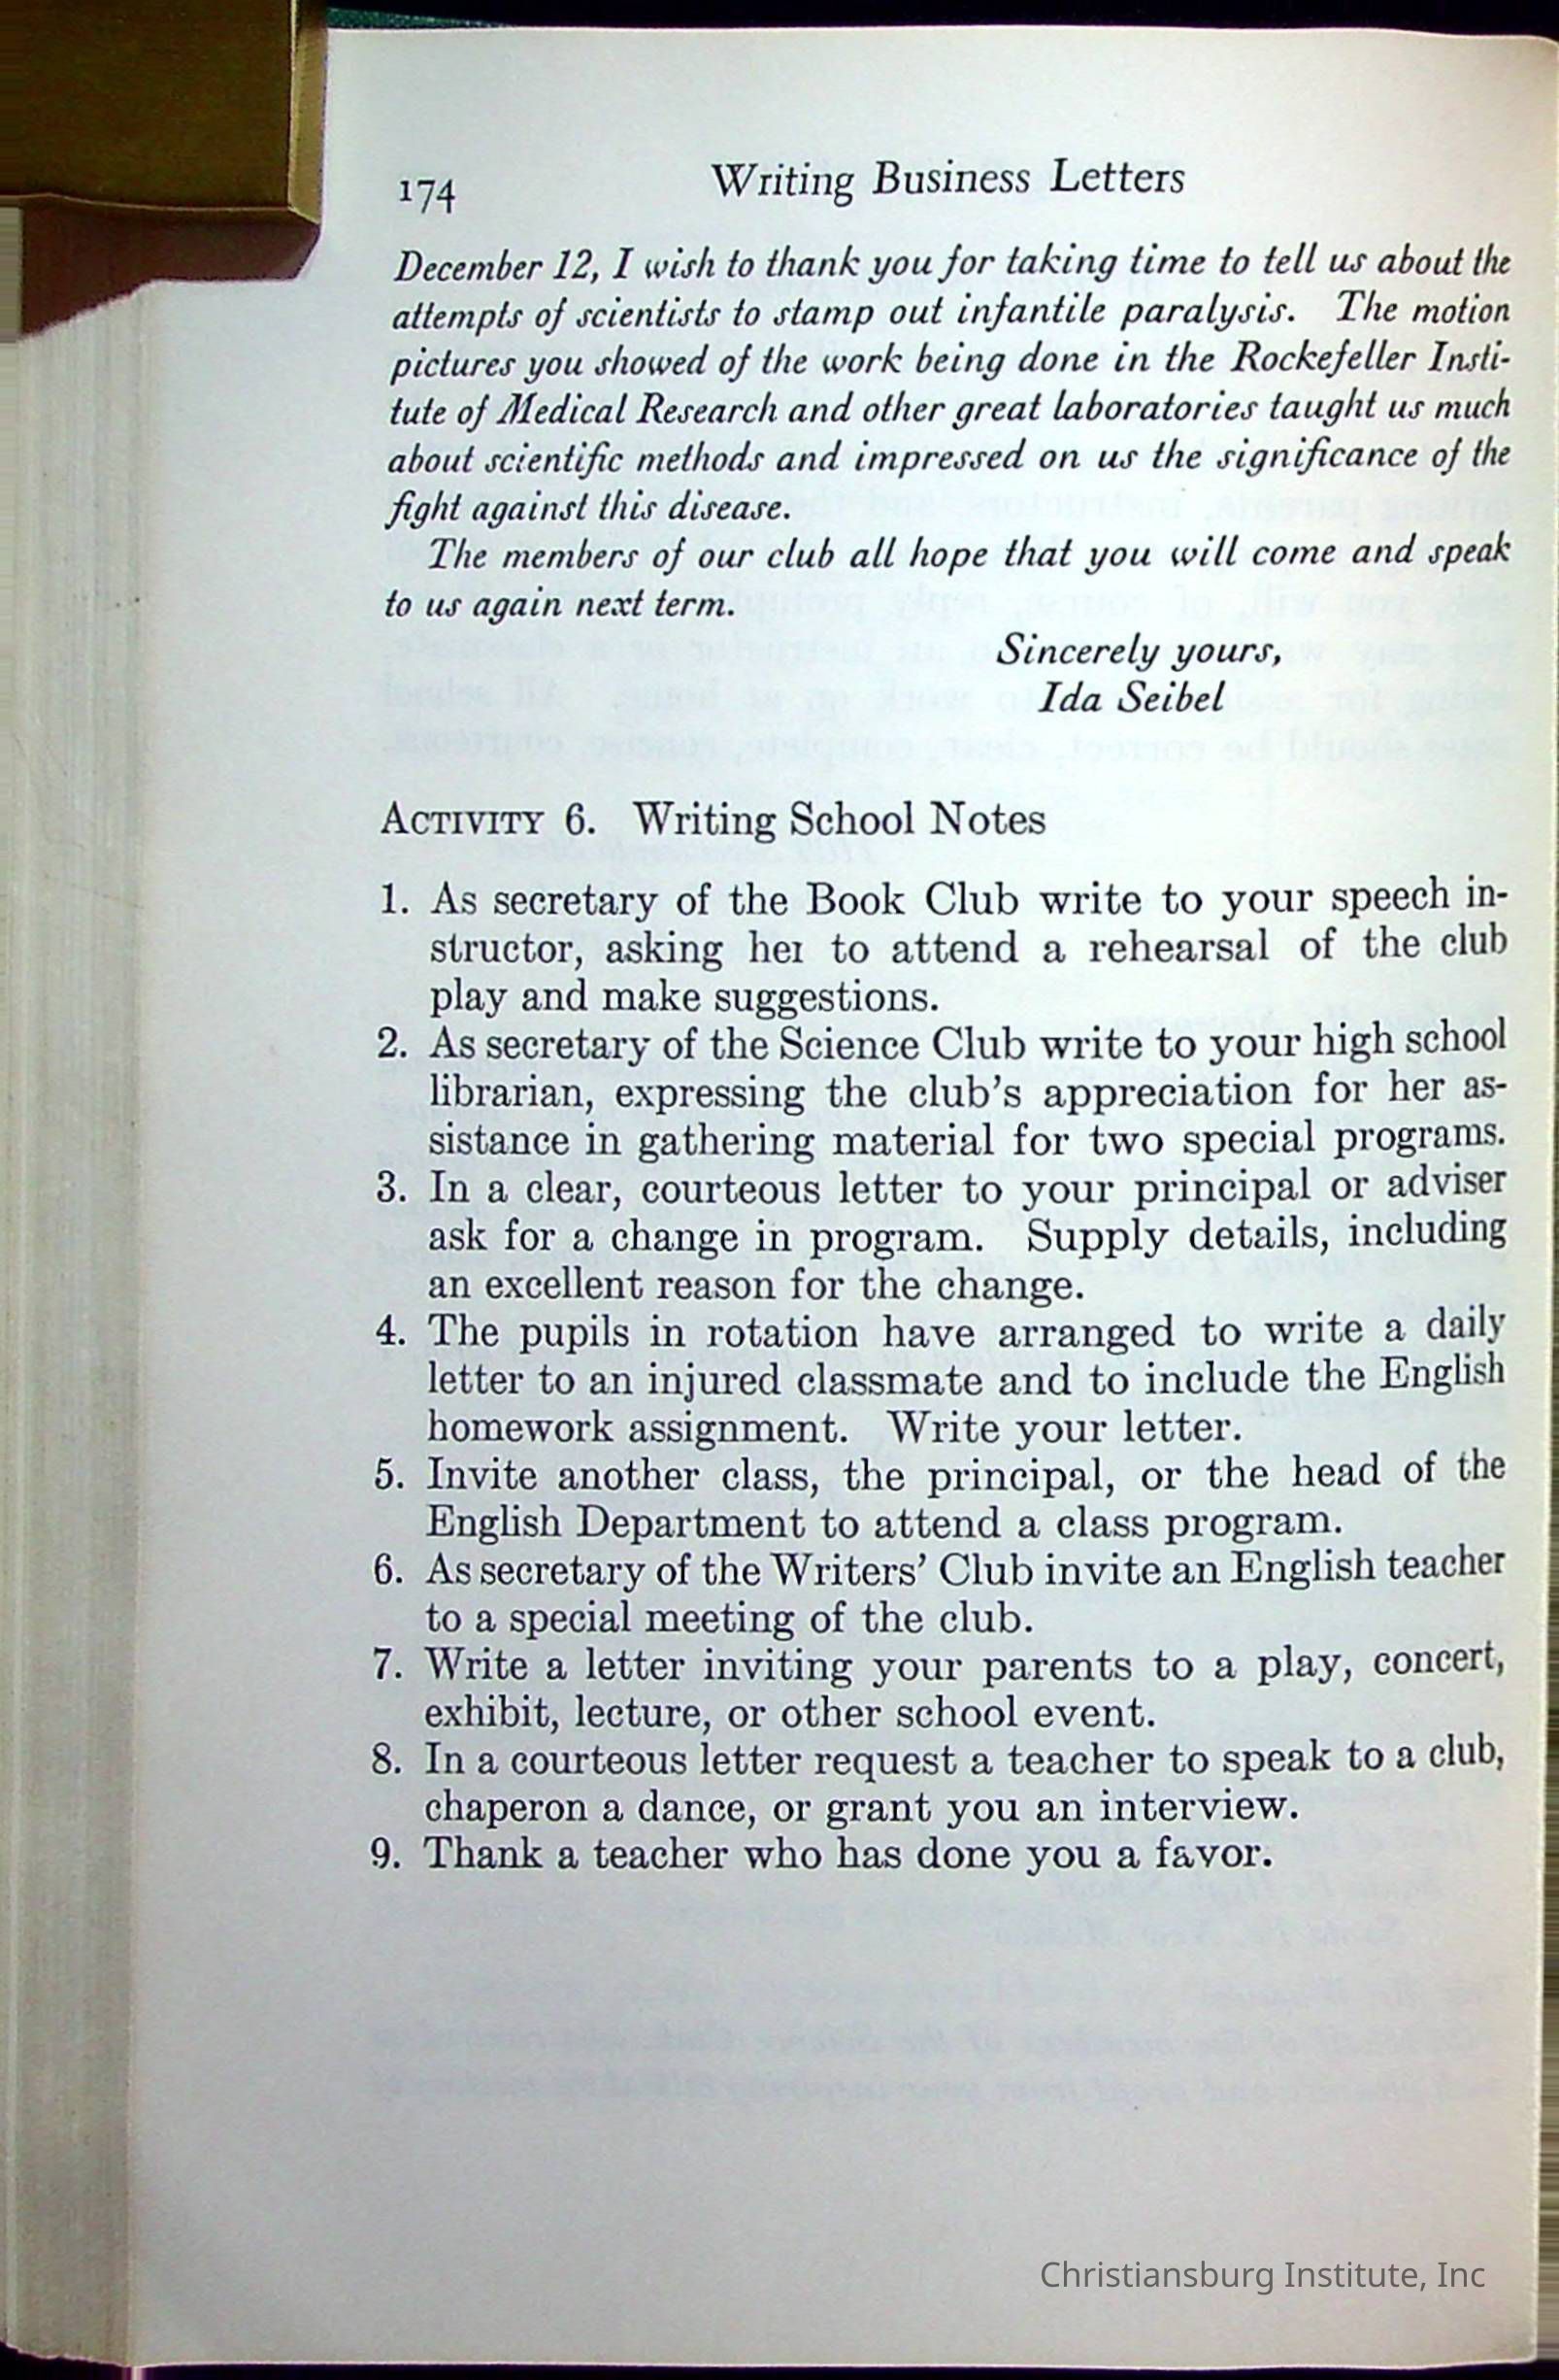 174 Writing Business Letters
December 12, I wish to thank you for taking time to tell us about the
attempts of scientists to stamp out infantile paralysis. The motion
pictures you showed of the work being done in the Rockefeller Insti-
tute of Medical Research and other great laboratories taught us much
about scientific methods and impressed on us the significance of the
fight against this disease.
The members of our club all hope that you will come and speak
to us again next term.
Sincerely yours,
Ida Seibel
ACTIVITY 6. Writing School Notes
1. As secretary of the Book Club write to your speech in-
structor, asking her to attend a rehearsal of the club
play and make suggestions.
2. As secretary of the Science Club write to your high school
librarian, expressing the club's appreciation for her as-
sistance in gathering material for two special programs.
3. In a clear, courteous letter to your principal or adviser
ask for a change in program. Supply details, including
an excellent reason for the change.
4. The pupils in rotation have arranged to write a daily
letter to an injured classmate and to include the English
homework assignment. Write your letter.
5. Invite another class, the principal, or the head of the
English Department to attend a class program.
6. As secretary of the Writers' Club invite an English teacher
to a special meeting of the club.
7. Write a letter inviting your parents to a play, concert,
exhibit, lecture, or other school event.
8. In a courteous letter request a teacher to speak to a club,
chaperon a dance, or grant you an interview.
9. Thank a teacher who has done you a favor.
Christiansburg Institute, Inc